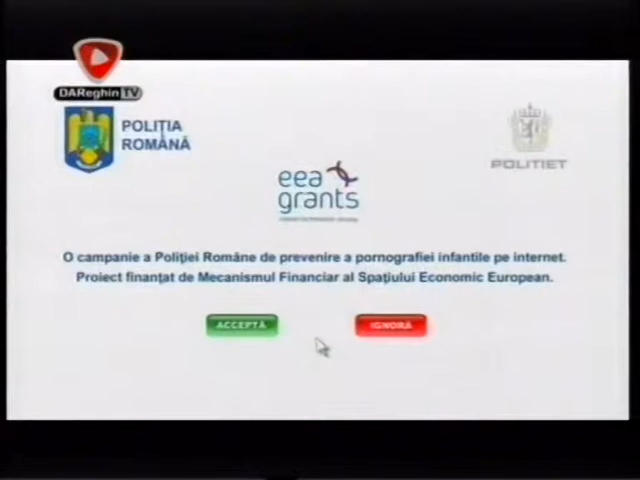 DAReghin TV
POLIŢIA
ROMÂNĂ
POLITIET
eea
grants
O campanie a Poliţiei Române de prevenire a pornografiei infantile pe internet.
Proiect finanţat de Mecanismul Financiar al Spaţiului Economic European.
ACCEPTĂ
IGNORĂ